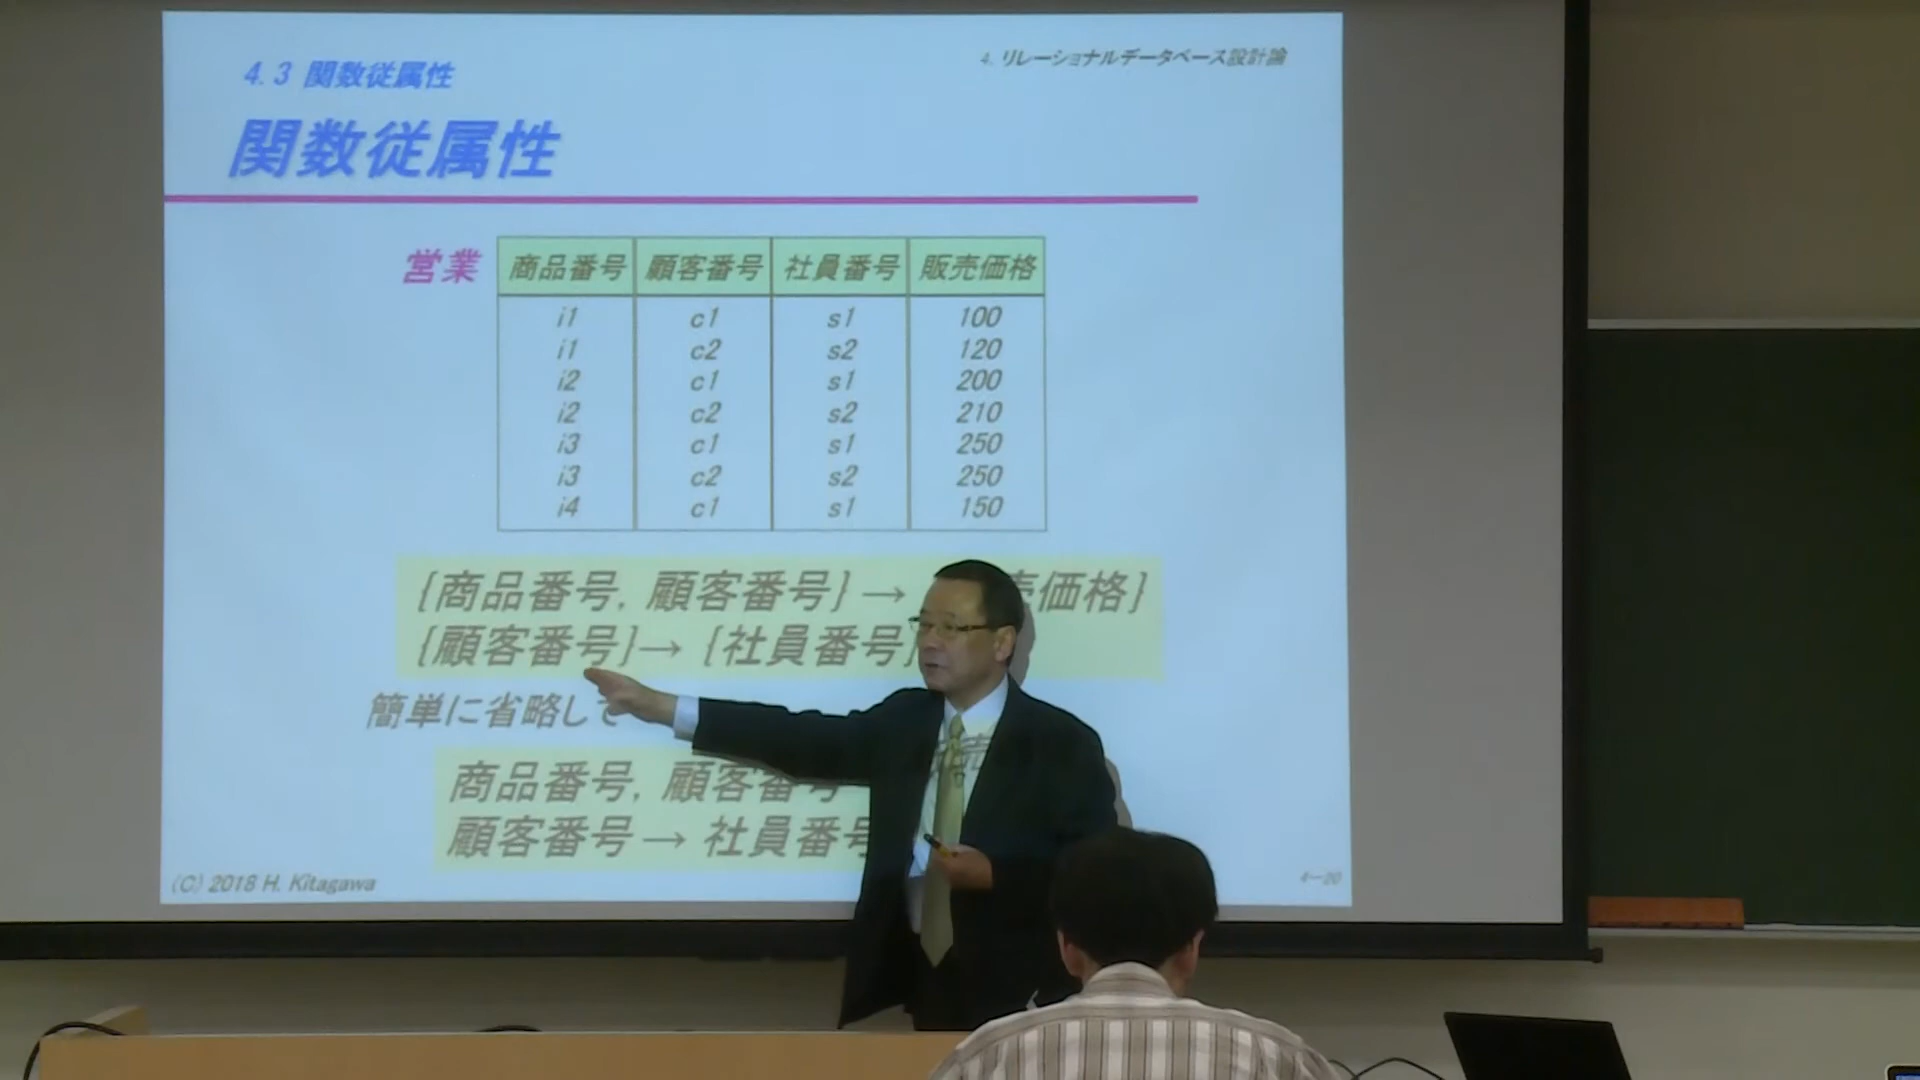 4.3 関数従属性
4. リレーショナルデータベース設計論
関数従属性
営業
商品番号 顧客番号 社員番号 販売価格
i1 c1 s1 100
i1 c2 s2 120
i2 c1 s1 200
i2 c2 s2 210
i3 c1 s1 250
i3 c2 s2 250
i4 c1 s1 150
{商品番号, 顧客番号} → 売価格}
{顧客番号} → {社員番号}
簡単に省略して
商品番号, 顧客番号
顧客番号 → 社員番号
(C) 2018 H. Kitagawa
4-20